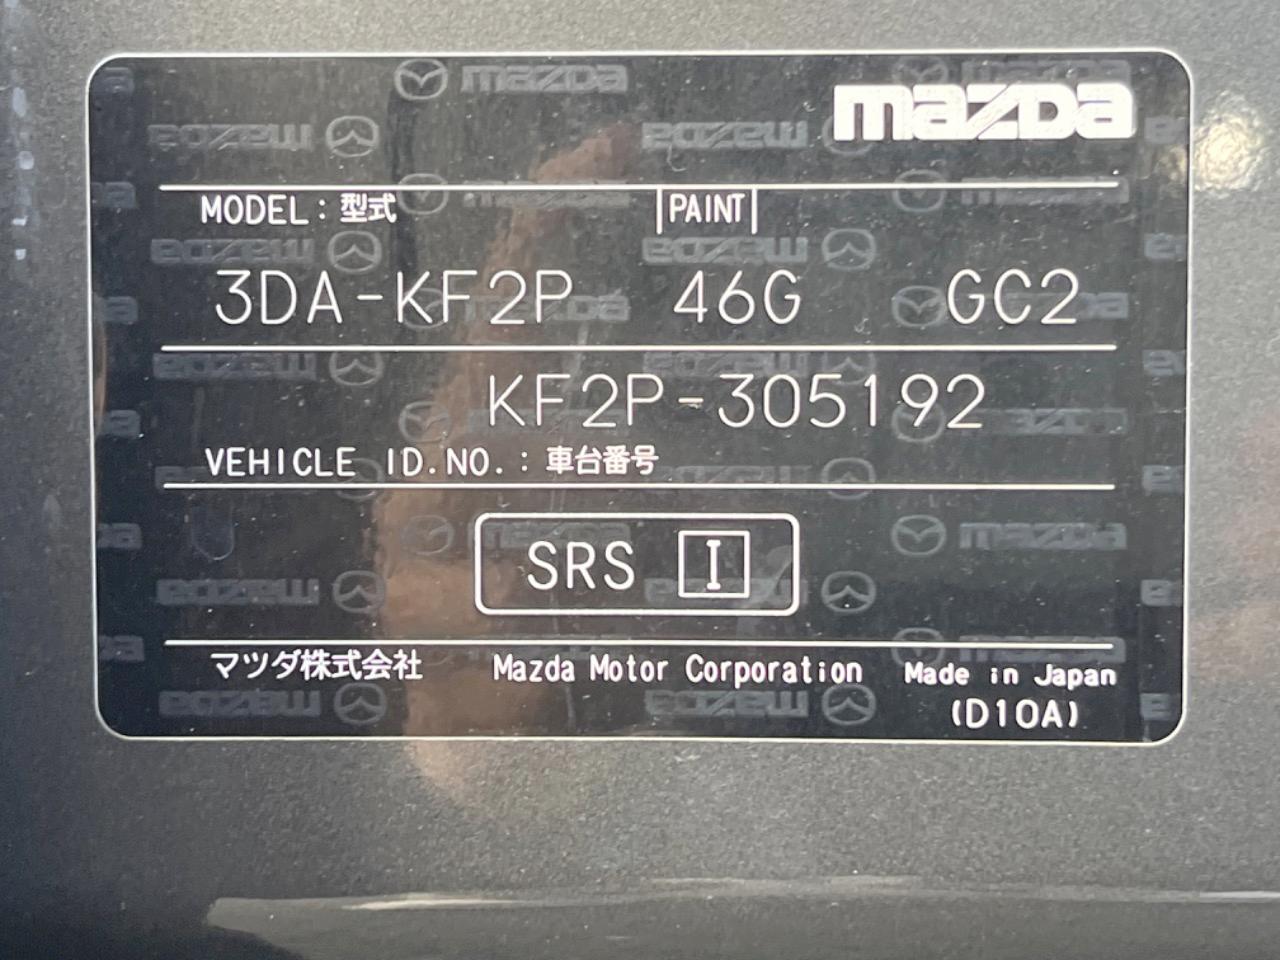 mazda
MODEL : 型式 |PAINT|
3DA-KF2P 46G GC2
KF2P-305192
VEHICLE ID.NO. : 車台番号
SRS I
マツダ株式会社 Mazda Motor Corporation Made in Japan
(D10A)